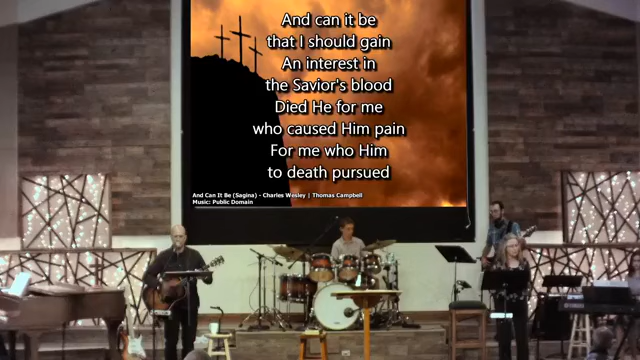 And can it be
that I should gain
An interest in
the Savior's blood
Died He for me
who caused Him pain
For me who Him
to death pursued
And Can It Be (Sagina) - Charles Wesley | Thomas Campbell
Music: Public Domain